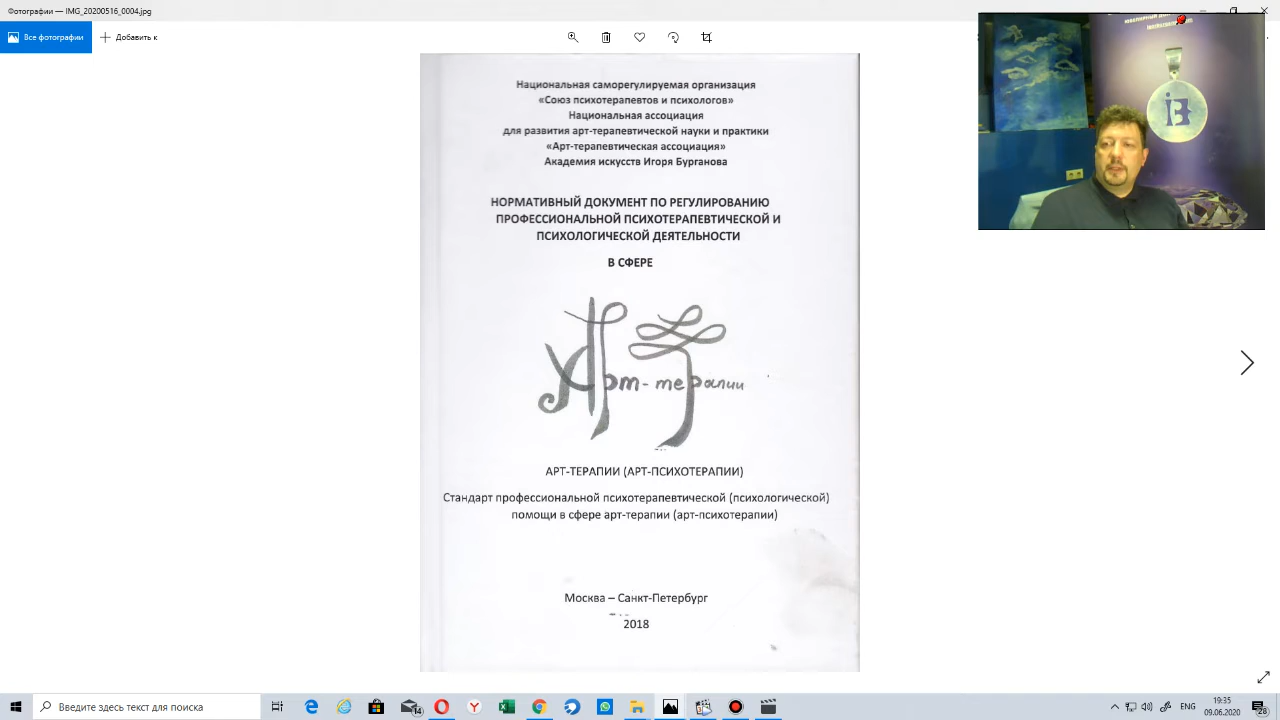 Фотографии — IMG_20200516_0004.jpg
Все фотографии
Добавить к
Национальная саморегулируемая организация
«Союз психотерапевтов и психологов»
Национальная ассоциация
для развития арт-терапевтической науки и практики
«Арт-терапевтическая ассоциация»
Академия искусств Игоря Бурганова
НОРМАТИВНЫЙ ДОКУМЕНТ ПО РЕГУЛИРОВАНИЮ
ПРОФЕССИОНАЛЬНОЙ ПСИХОТЕРАПЕВТИЧЕСКОЙ И
ПСИХОЛОГИЧЕСКОЙ ДЕЯТЕЛЬНОСТИ
В СФЕРЕ
Арт-терапии
АРТ-ТЕРАПИИ (АРТ-ПСИХОТЕРАПИИ)
Стандарт профессиональной психотерапевтической (психологической)
помощи в сфере арт-терапии (арт-психотерапии)
Москва – Санкт-Петербург
2018
Введите здесь текст для поиска
ENG
19:35
09.06.2020
28